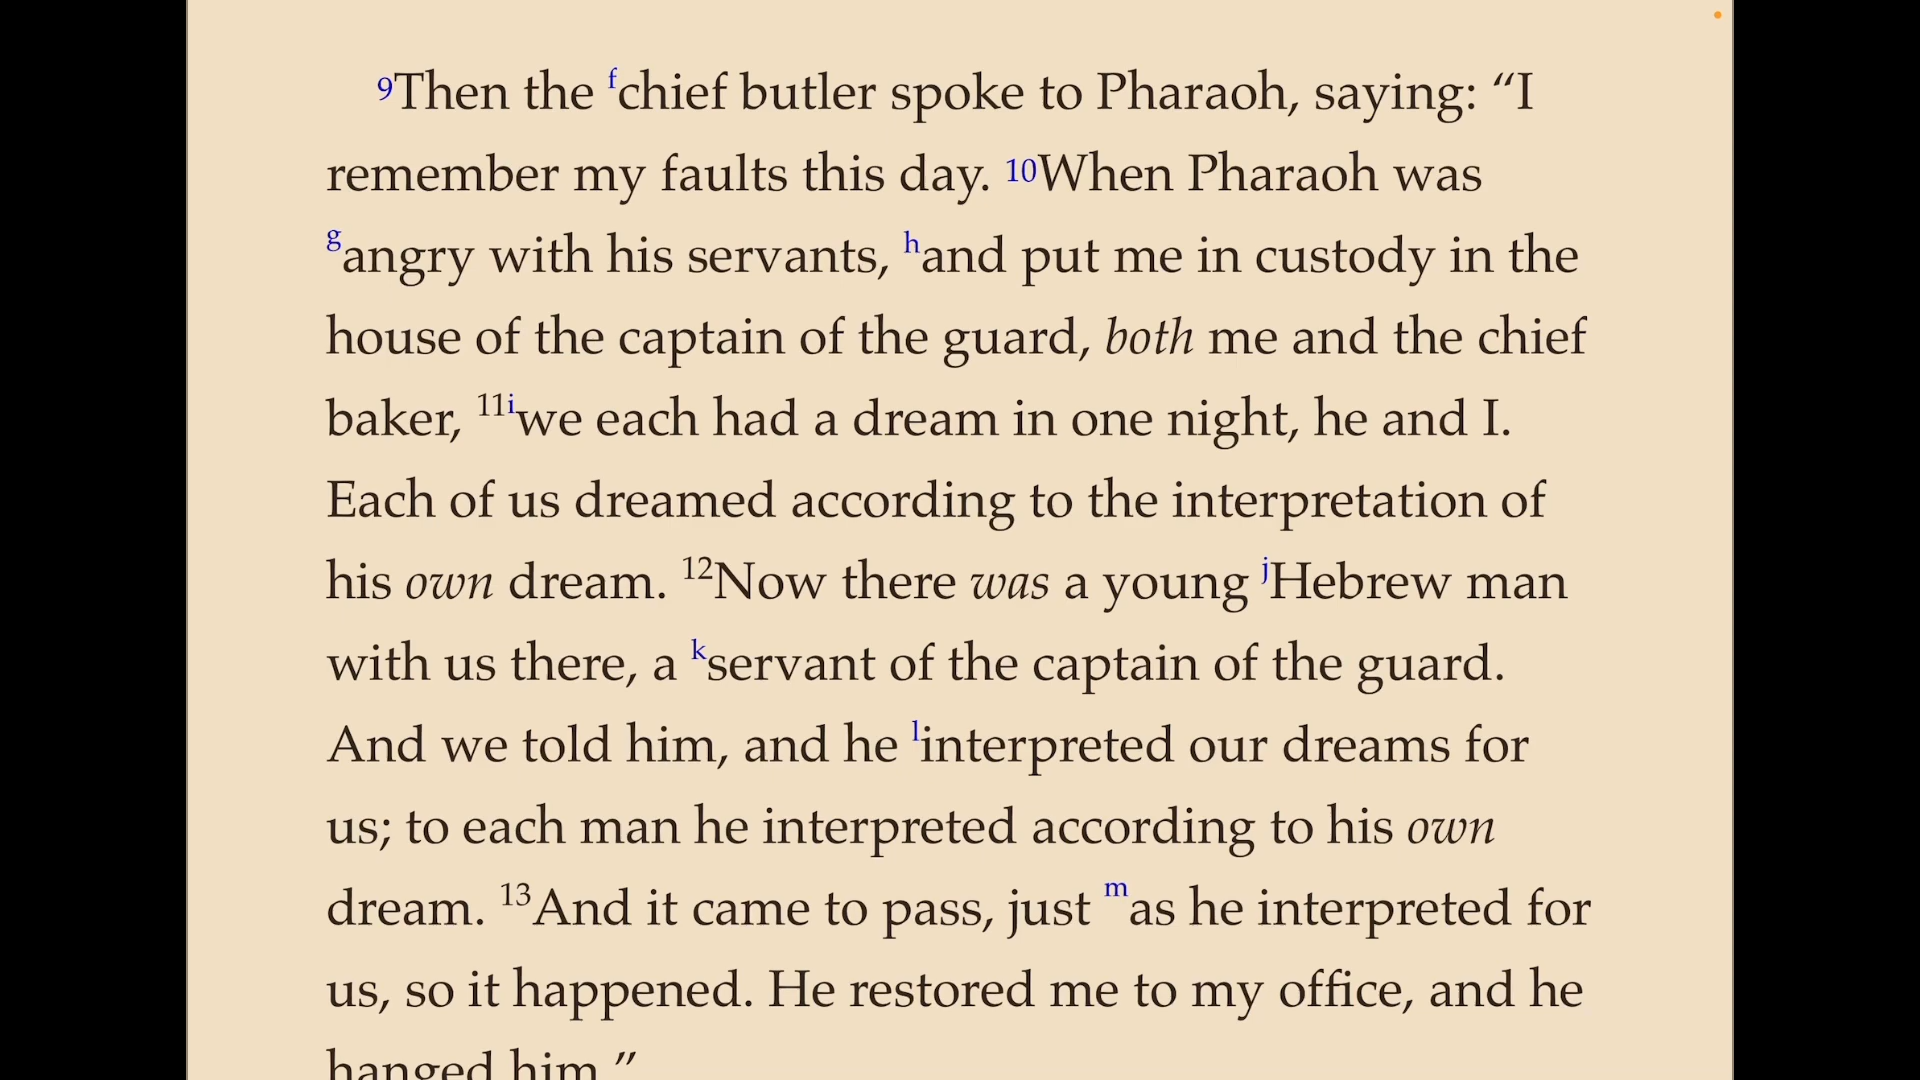 9Then the fchief butler spoke to Pharaoh, saying: “I
remember my faults this day. 10When Pharaoh was
gangry with his servants, hand put me in custody in the
house of the captain of the guard, both me and the chief
baker, 11iwe each had a dream in one night, he and I.
Each of us dreamed according to the interpretation of
his own dream. 12Now there was a young jHebrew man
with us there, a kservant of the captain of the guard.
And we told him, and he linterpreted our dreams for
us; to each man he interpreted according to his own
dream. 13And it came to pass, just mas he interpreted for
us, so it happened. He restored me to my office, and he
hanged him.”